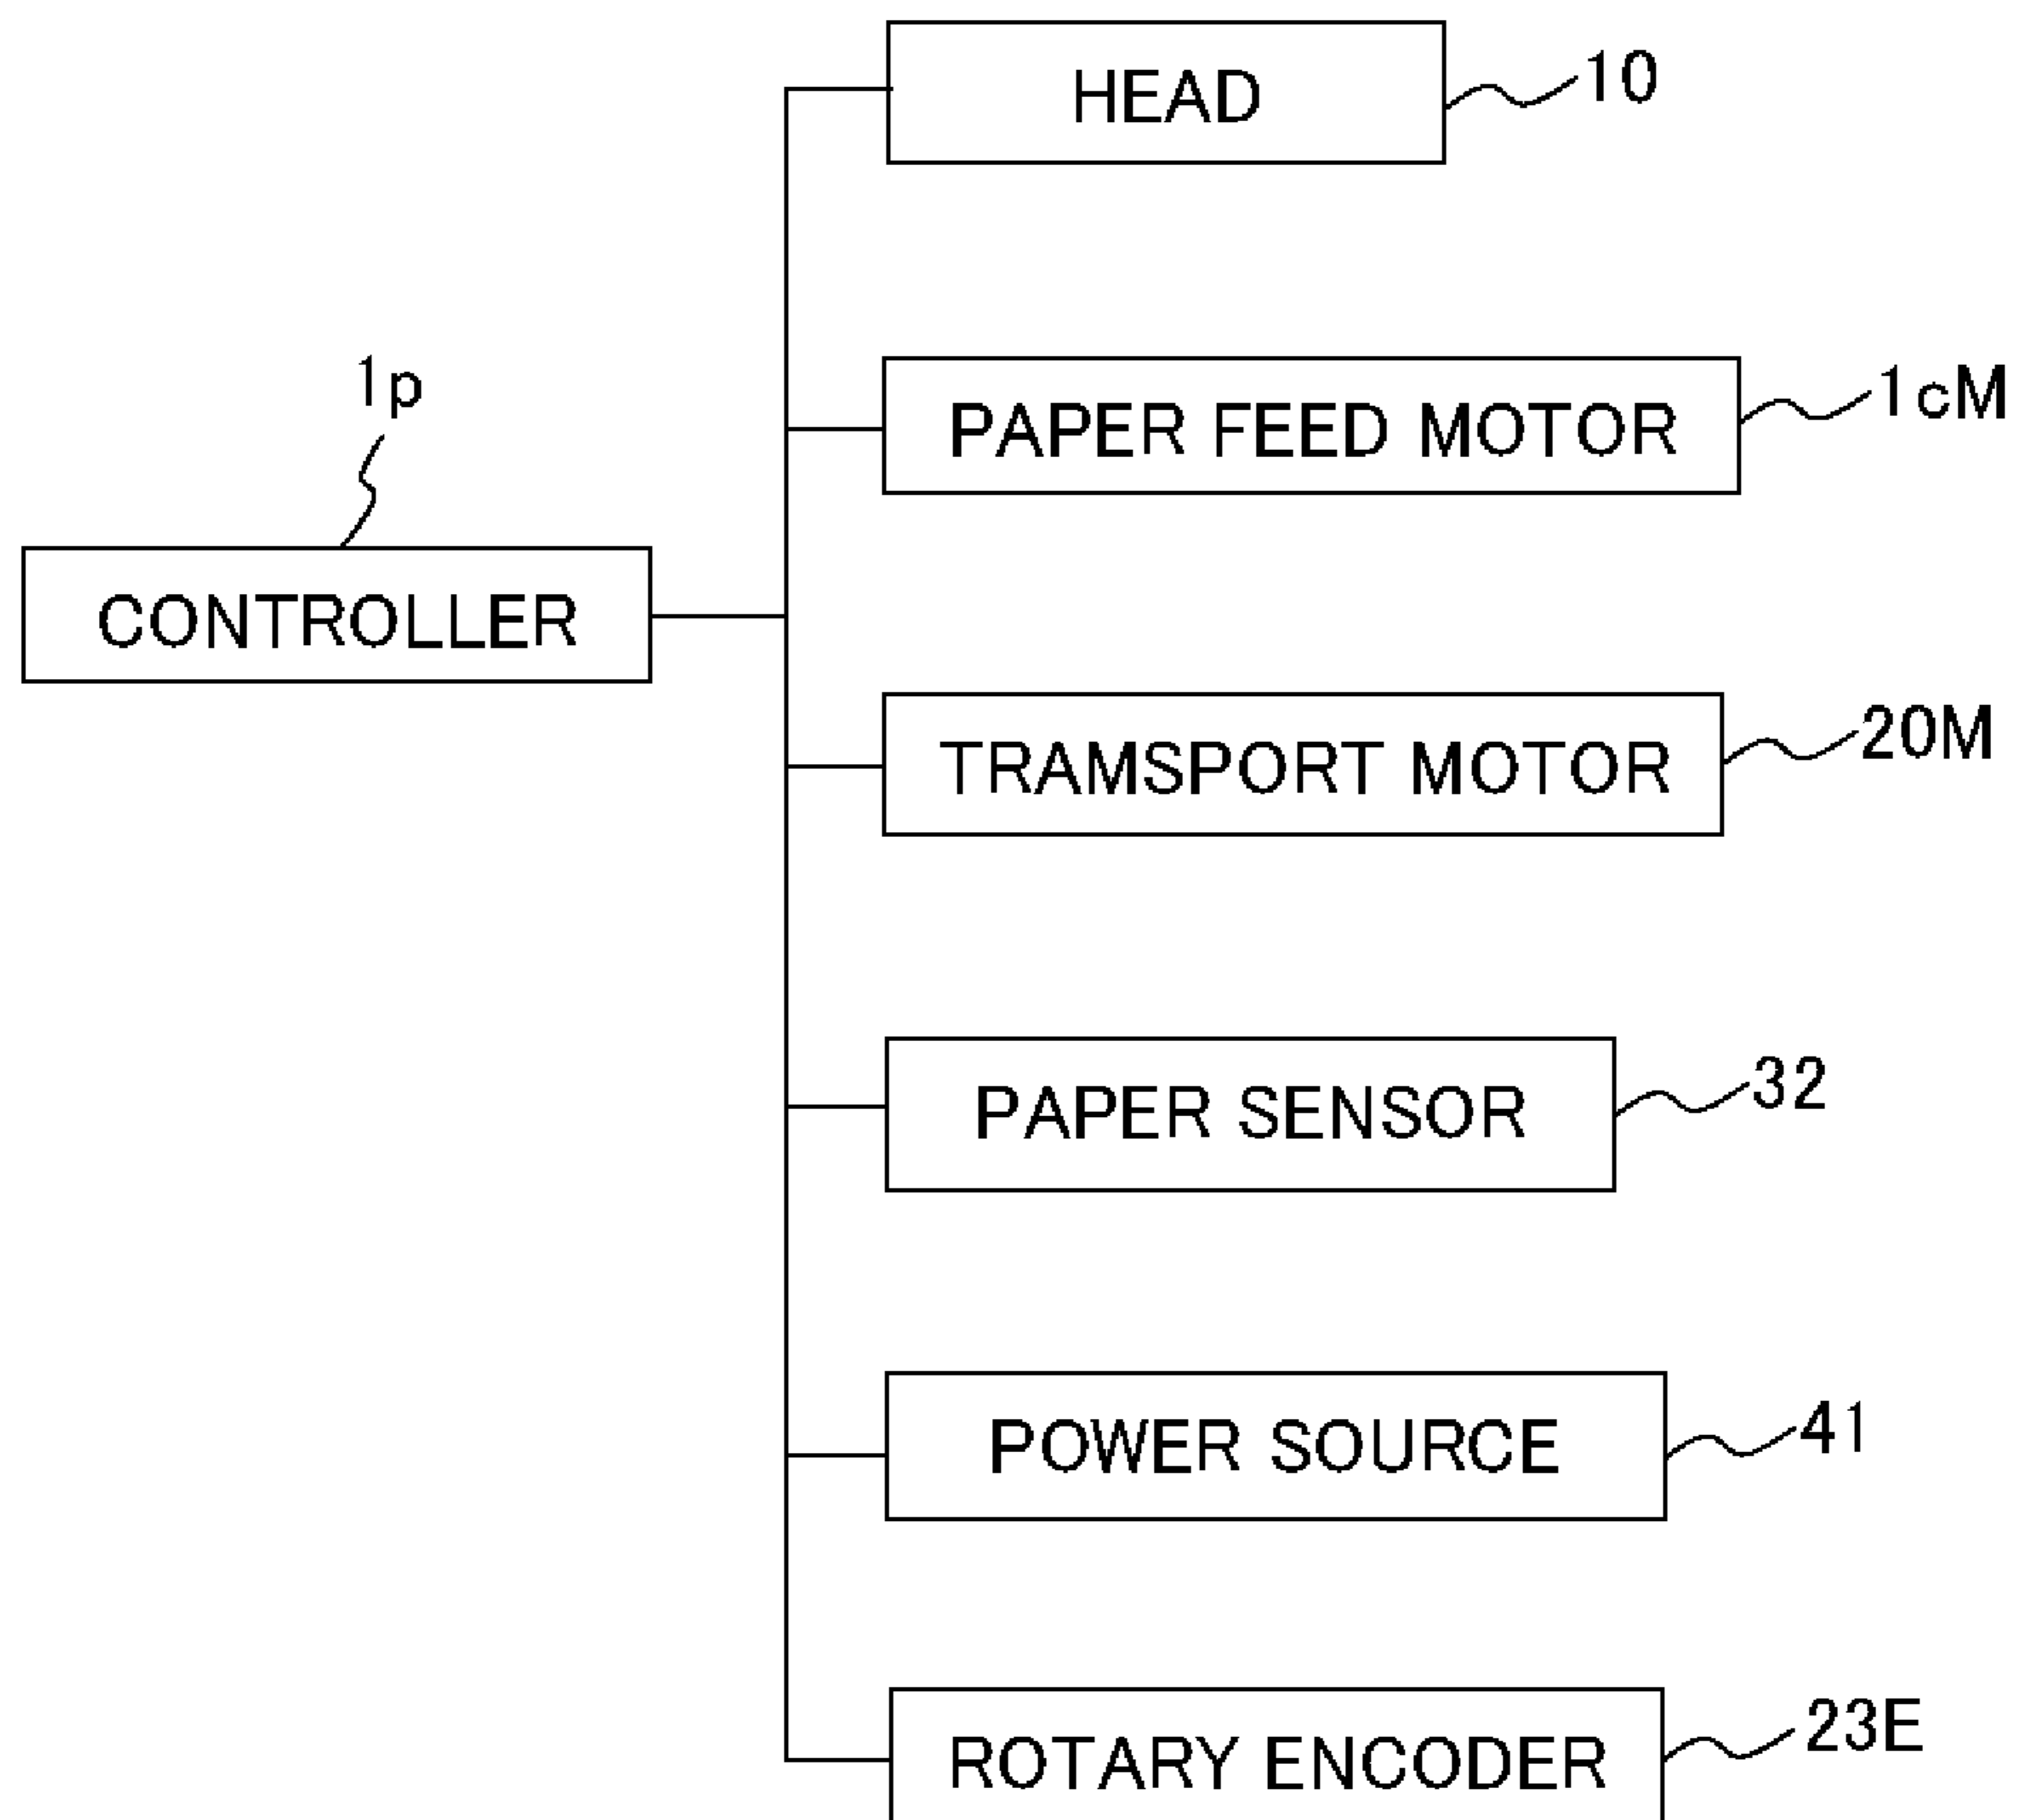 HEAD
10
PAPER FEED MOTOR
1cM
1p
CONTROLLER
TRAMSPORT MOTOR
20M
PAPER SENSOR
32
POWER SOURCE
41
ROTARY ENCODER
23E